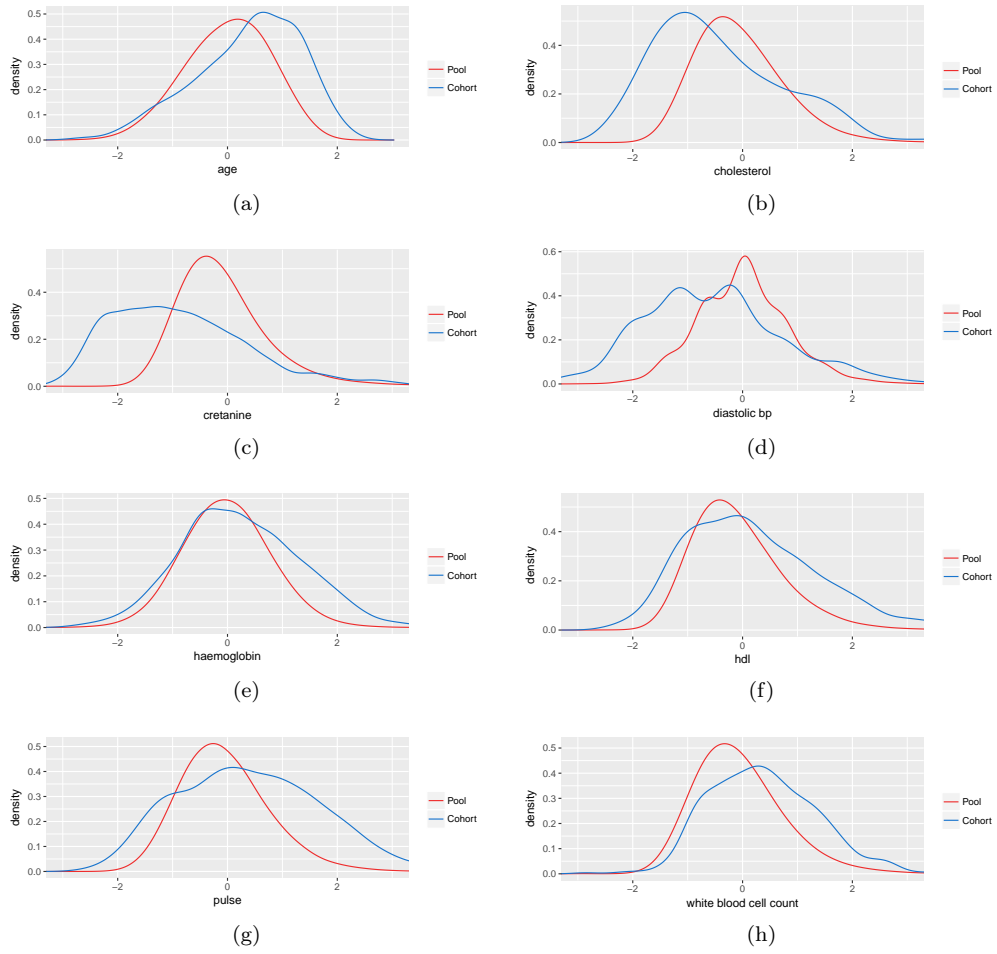 0.5
0.4
0.3
0.2
0.1
0.0
density
−2
0
2
age
Pool
Cohort
(a)
0.4
0.2
0.0
density
−2
0
2
cholesterol
Pool
Cohort
(b)
0.4
0.2
0.0
density
−2
0
2
cretanine
Pool
Cohort
(c)
0.6
0.4
0.2
0.0
density
−2
0
2
diastolic bp
Pool
Cohort
(d)
0.5
0.4
0.3
0.2
0.1
0.0
density
−2
0
2
haemoglobin
Pool
Cohort
(e)
0.4
0.2
0.0
density
−2
0
2
hdl
Pool
Cohort
(f)
0.5
0.4
0.3
0.2
0.1
0.0
density
−2
0
2
pulse
Pool
Cohort
(g)
0.5
0.4
0.3
0.2
0.1
0.0
density
−2
0
2
white blood cell count
Pool
Cohort
(h)